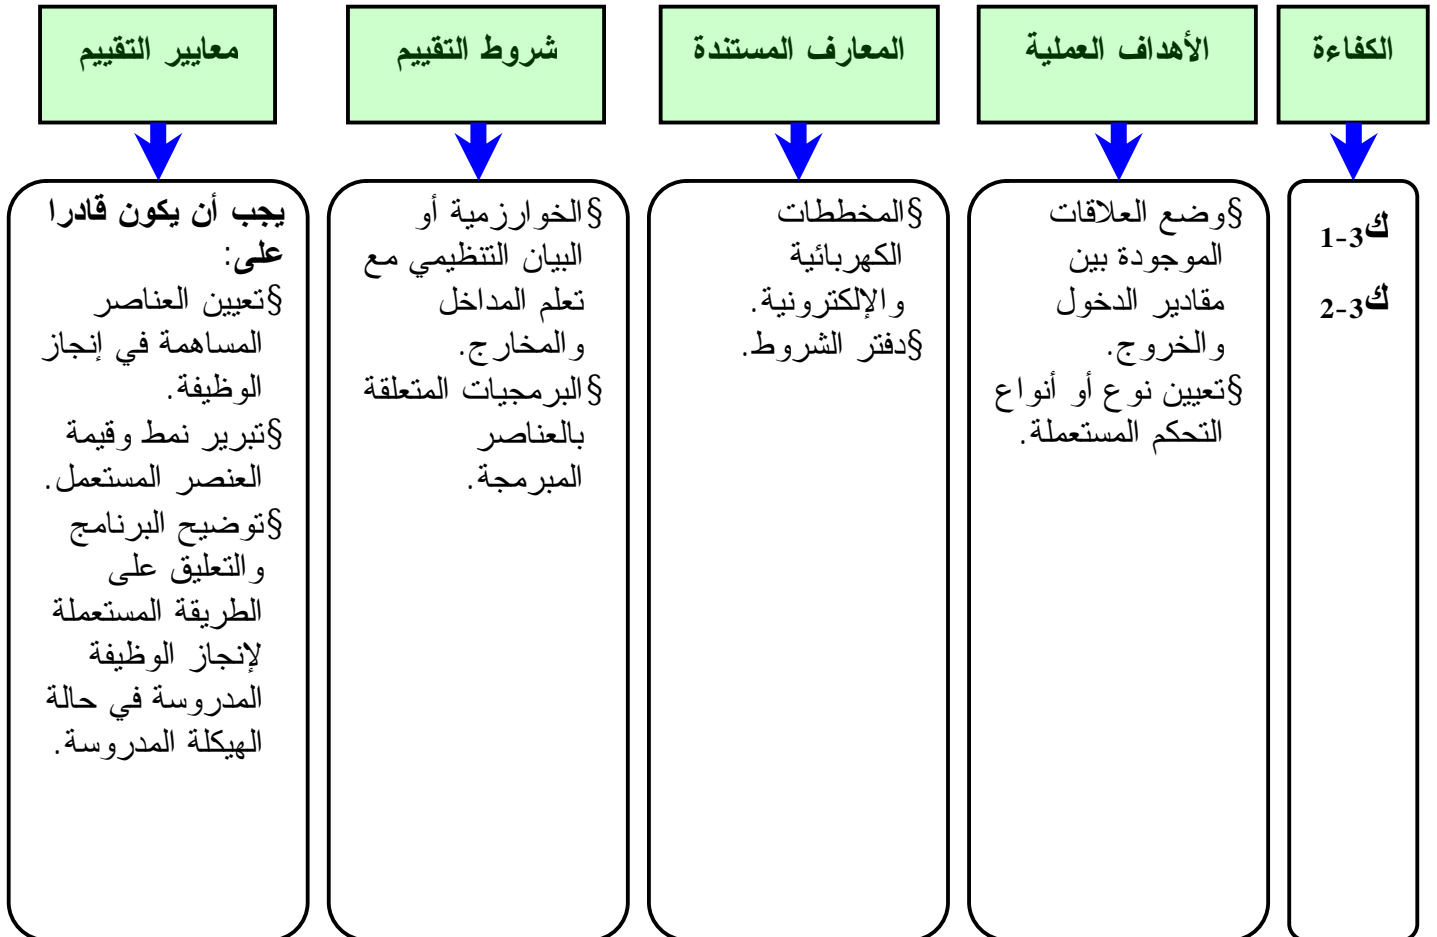 الكفاءة
الأهداف العملية
المعارف المستندة
شروط التقييم
معايير التقييم
ك3-1
ك3-2
§وضع العلاقات
الموجودة بين
مقادير الدخول
والخروج.
§تعيين نوع أو أنواع
التحكم المستعملة.
§المخططات
الكهربائية
والإلكترونية.
§دفتر الشروط.
§الخوارزمية أو
البيان التنظيمي مع
تعلم المداخل
والمخارج.
§البرمجيات المتعلقة
بالعناصر
المبرمجة.
يجب أن يكون قادرا
على:
§تعيين العناصر
المساهمة في إنجاز
الوظيفة.
§تبرير نمط وقيمة
العنصر المستعمل.
§توضيح البرنامج
والتعليق على
الطريقة المستعملة
لإنجاز الوظيفة
المدروسة في حالة
الهيكلة المدروسة.